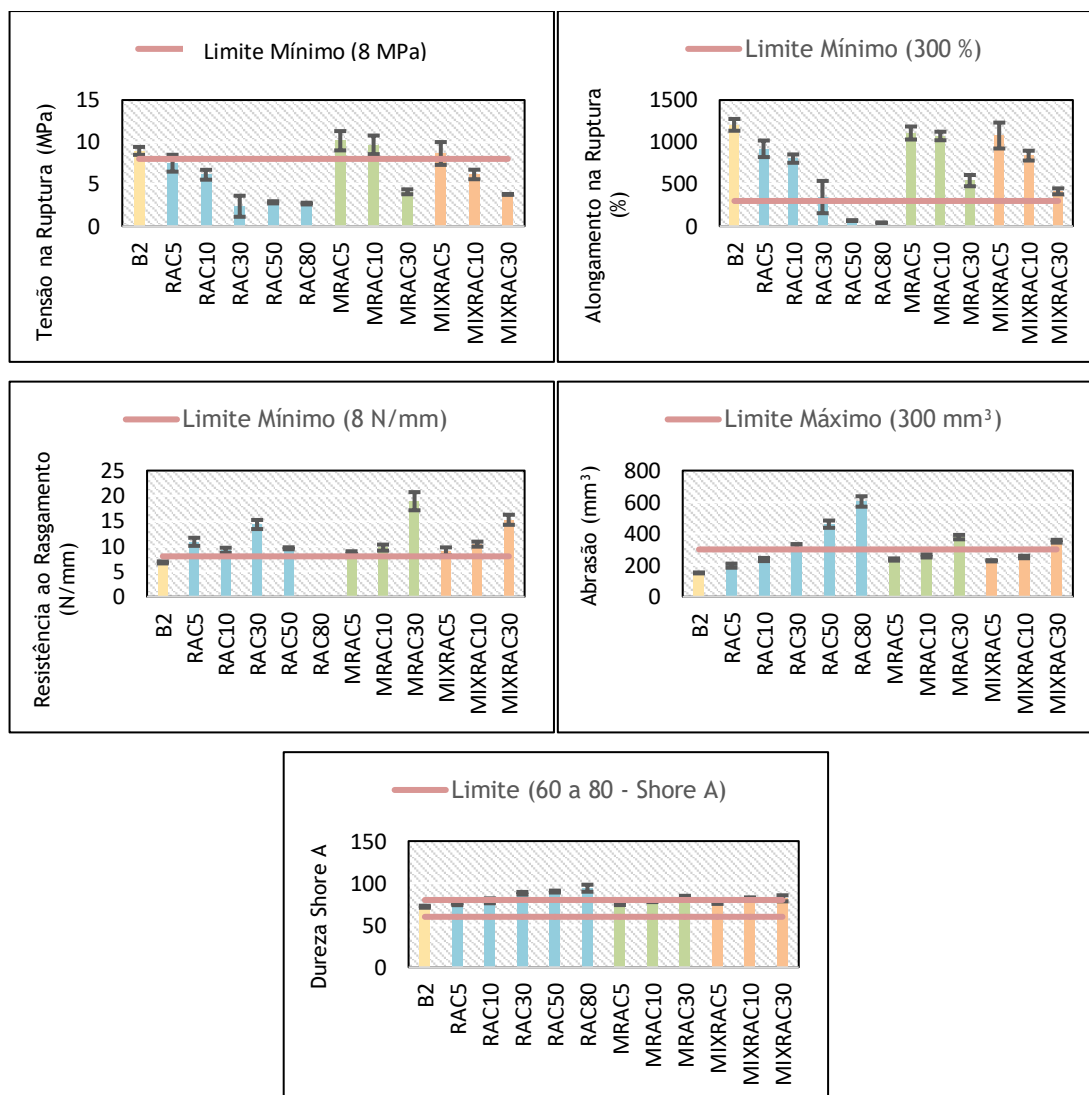 Limite Mínimo (8 MPa)
Tensão na Ruptura (MPa)
15
10
5
0
B2
RAC5
RAC10
RAC30
RAC50
RAC80
MRAC5
MRAC10
MRAC30
MIXRAC5
MIXRAC10
MIXRAC30
Limite Mínimo (300 %)
Alongamento na Ruptura
(%)
1500
1000
500
0
B2
RAC5
RAC10
RAC30
RAC50
RAC80
MRAC5
MRAC10
MRAC30
MIXRAC5
MIXRAC10
MIXRAC30
Limite Mínimo (8 N/mm)
Resistência ao Rasgamento
(N/mm)
25
20
15
10
5
0
B2
RAC5
RAC10
RAC30
RAC50
RAC80
MRAC5
MRAC10
MRAC30
MIXRAC5
MIXRAC10
MIXRAC30
Limite Máximo (300 mm³)
Abrasão (mm³)
800
600
400
200
0
B2
RAC5
RAC10
RAC30
RAC50
RAC80
MRAC5
MRAC10
MRAC30
MIXRAC5
MIXRAC10
MIXRAC30
Limite (60 a 80 - Shore A)
Dureza Shore A
150
100
50
0
B2
RAC5
RAC10
RAC30
RAC50
RAC80
MRAC5
MRAC10
MRAC30
MIXRAC5
MIXRAC10
MIXRAC30